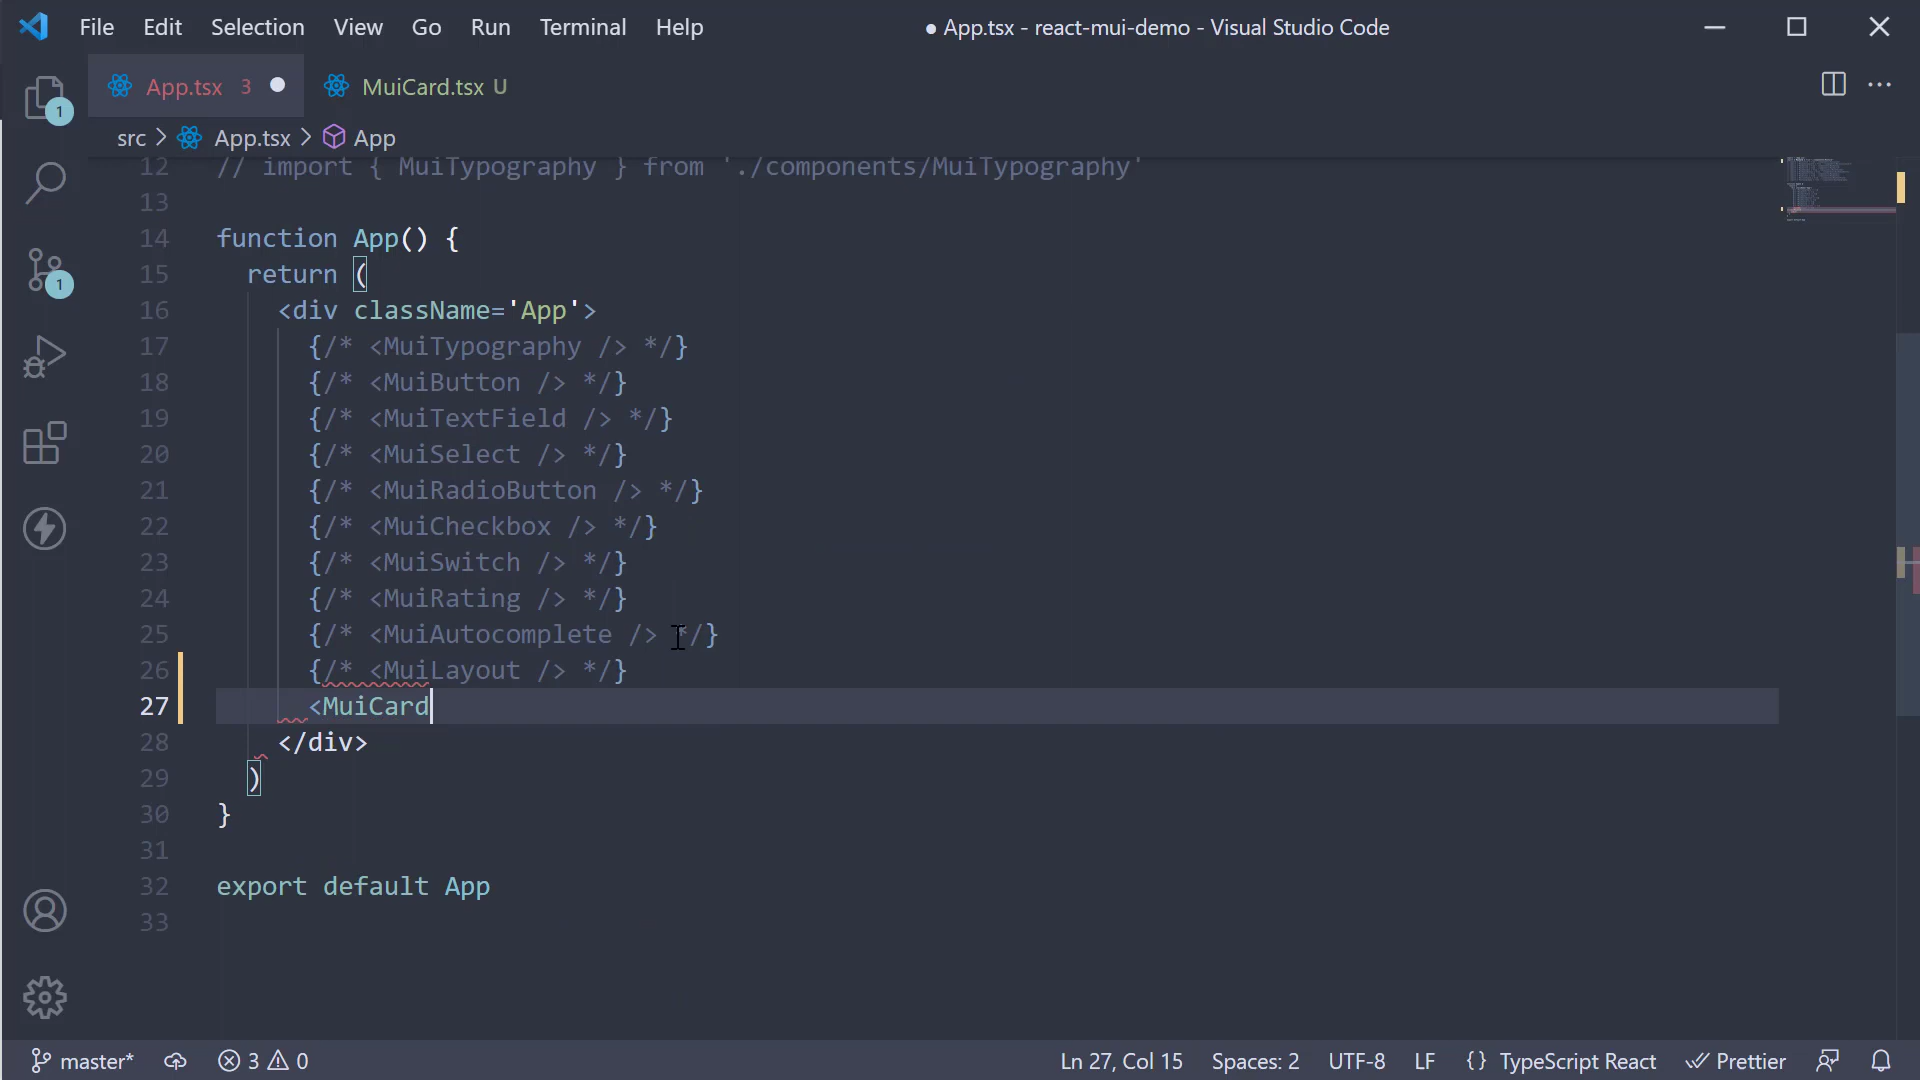 File Edit Selection View Go Run Terminal Help ● App.tsx - react-mui-demo - Visual Studio Code
App.tsx 3 MuiCard.tsx U
1
src > App.tsx > App
12 // import { MuiTypography } from './components/MuiTypography'
13
14 function App() {
15 return (
16 <div className='App'>
17 {/* <MuiTypography /> */}
18 {/* <MuiButton /> */}
19 {/* <MuiTextField /> */}
20 {/* <MuiSelect /> */}
21 {/* <MuiRadioButton /> */}
22 {/* <MuiCheckbox /> */}
23 {/* <MuiSwitch /> */}
24 {/* <MuiRating /> */}
25 {/* <MuiAutocomplete /> */}
26 {/* <MuiLayout /> */}
27 <MuiCard
28 </div>
29 )
30 }
31
32 export default App
33
1
master* 3 0 Ln 27, Col 15 Spaces: 2 UTF-8 LF {} TypeScript React Prettier